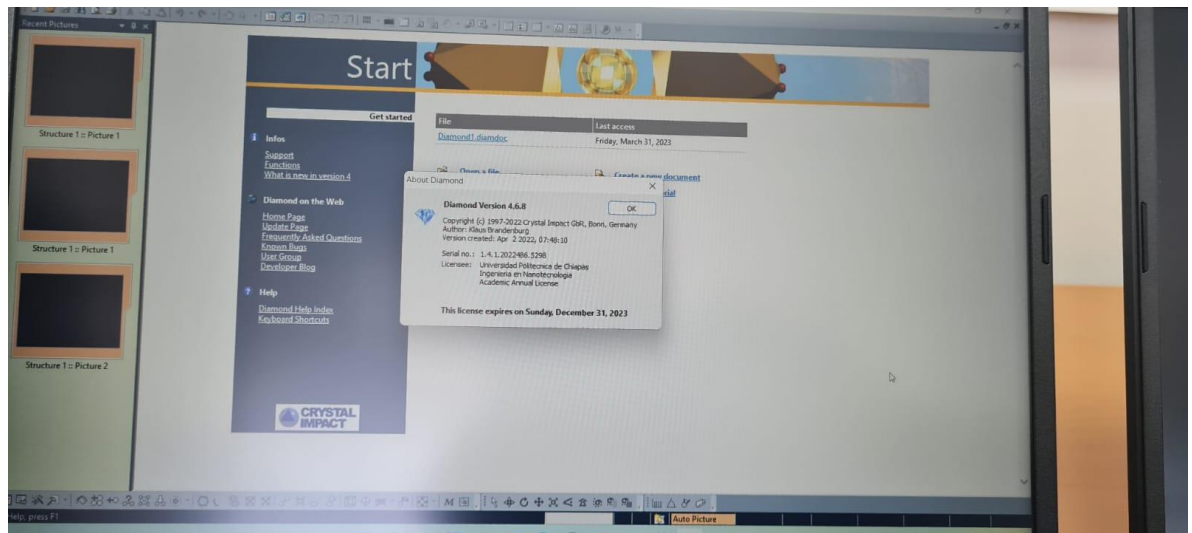 Recent Pictures
Structure 1 :: Picture 1
Structure 1 :: Picture 1
Structure 1 :: Picture 2
Start
Get started
Infos
Support
Functions
What is new in version 4
Diamond on the Web
Home Page
Update Page
Frequently Asked Questions
Known Bugs
User Group
Developer Blog
Help
Diamond Help Index
Keyboard Shortcuts
CRYSTAL
IMPACT
File Last access
Diamond1.diamdoc Friday, March 31, 2023
Open a file Create a new document
About Diamond
Diamond Version 4.6.8
OK
Copyright (c) 1997-2022 Crystal Impact GbR, Bonn, Germany
Author: Klaus Brandenburg
Version created: Apr 2 2022, 07:48:10
Serial no.: 1.4.1.2022486.5298
Licensee: Universidad Politecnica de Chiapas
Ingenieria en Nanotecnologia
Academic Annual License
This license expires on Sunday, December 31, 2023
Help, press F1
Auto Picture